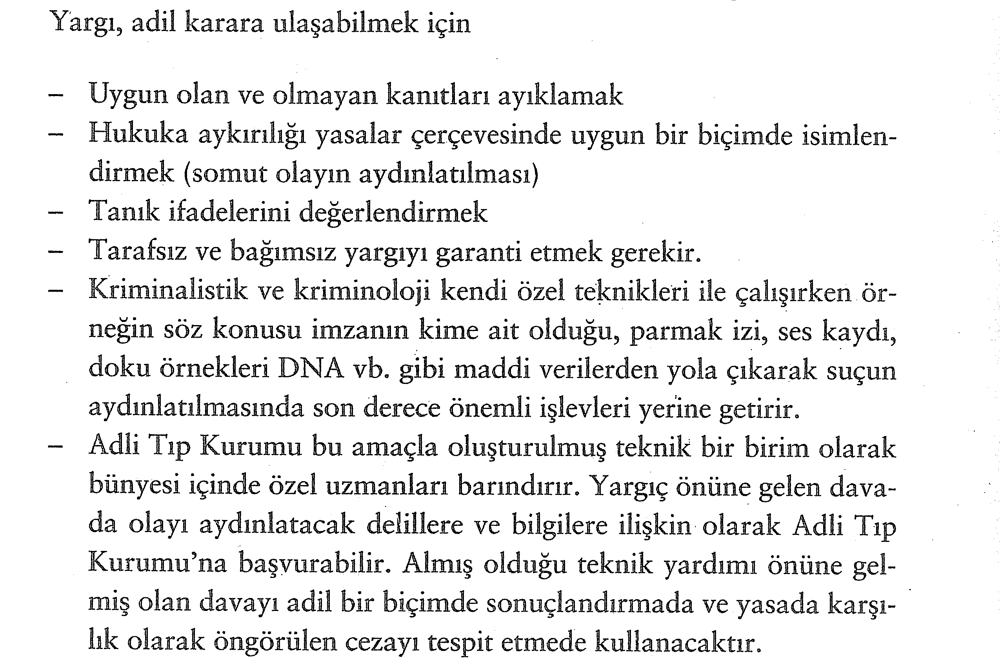 Yargı, adil karara ulaşabilmek için
– Uygun olan ve olmayan kanıtları ayıklamak
– Hukuka aykırılığı yasalar çerçevesinde uygun bir biçimde isimlen-
dirmek (somut olayın aydınlatılması)
– Tanık ifadelerini değerlendirmek
– Tarafsız ve bağımsız yargıyı garanti etmek gerekir.
– Kriminalistik ve kriminoloji kendi özel teknikleri ile çalışırken ör-
neğin söz konusu imzanın kime ait olduğu, parmak izi, ses kaydı,
doku örnekleri DNA vb. gibi maddi verilerden yola çıkarak suçun
aydınlatılmasında son derece önemli işlevleri yerine getirir.
– Adli Tıp Kurumu bu amaçla oluşturulmuş teknik bir birim olarak
bünyesi içinde özel uzmanları barındırır. Yargıç önüne gelen dava-
da olayı aydınlatacak delillere ve bilgilere ilişkin olarak Adli Tıp
Kurumu’na başvurabilir. Almış olduğu teknik yardımı önüne gel-
miş olan davayı adil bir biçimde sonuçlandırmada ve yasada karşı-
lık olarak öngörülen cezayı tespit etmede kullanacaktır.